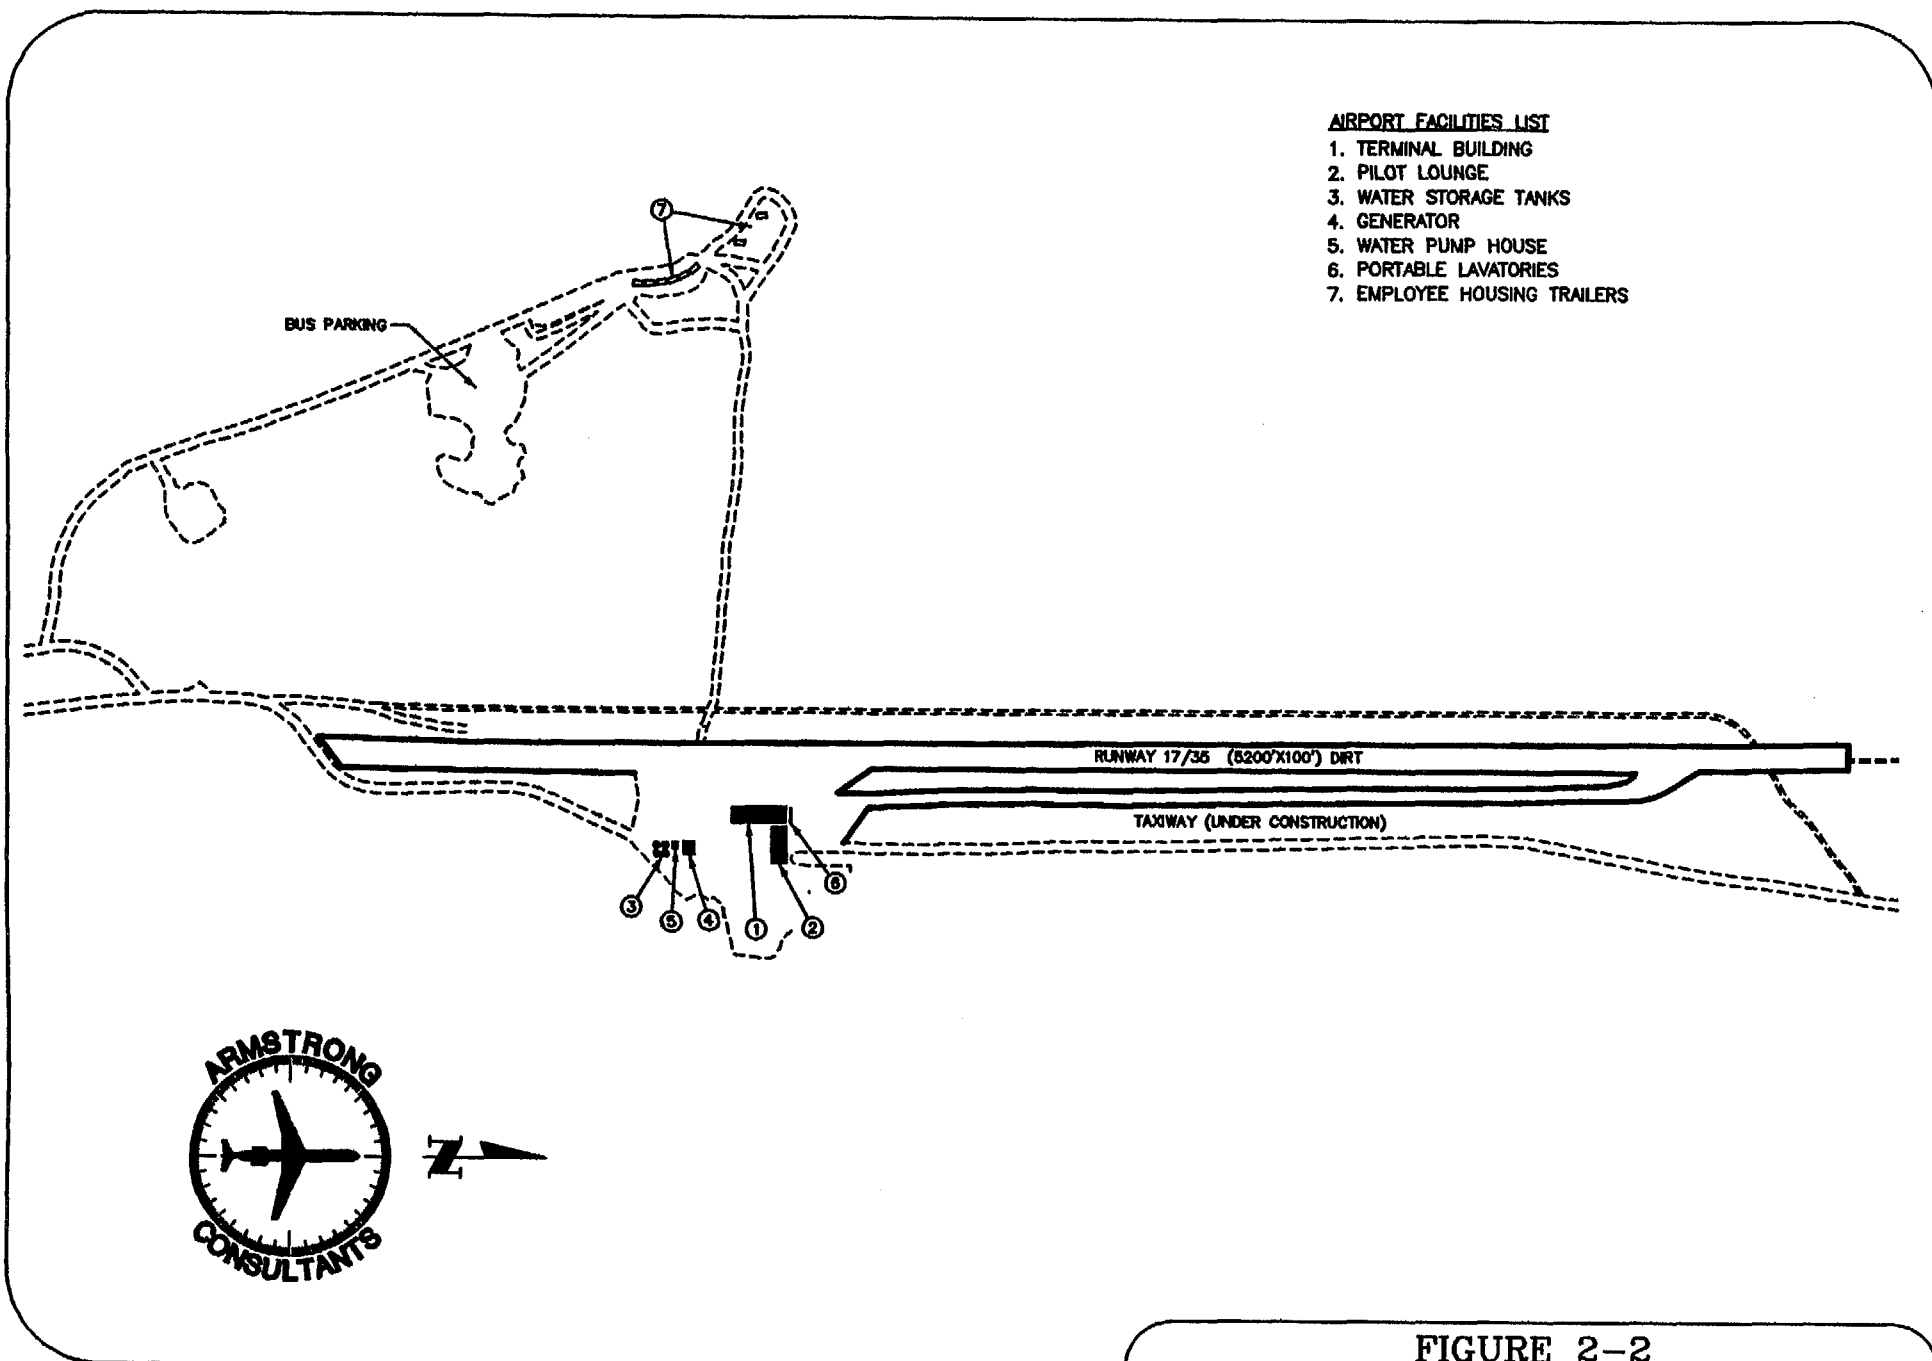 AIRPORT FACILITIES LIST
1. TERMINAL BUILDING
2. PILOT LOUNGE
3. WATER STORAGE TANKS
4. GENERATOR
5. WATER PUMP HOUSE
6. PORTABLE LAVATORIES
7. EMPLOYEE HOUSING TRAILERS
7
BUS PARKING
RUNWAY 17/35 (5200'X100') DIRT
TAXIWAY (UNDER CONSTRUCTION)
3
5
4
1
2
6
ARMSTRONG
CONSULTANTS
N
FIGURE 2-2